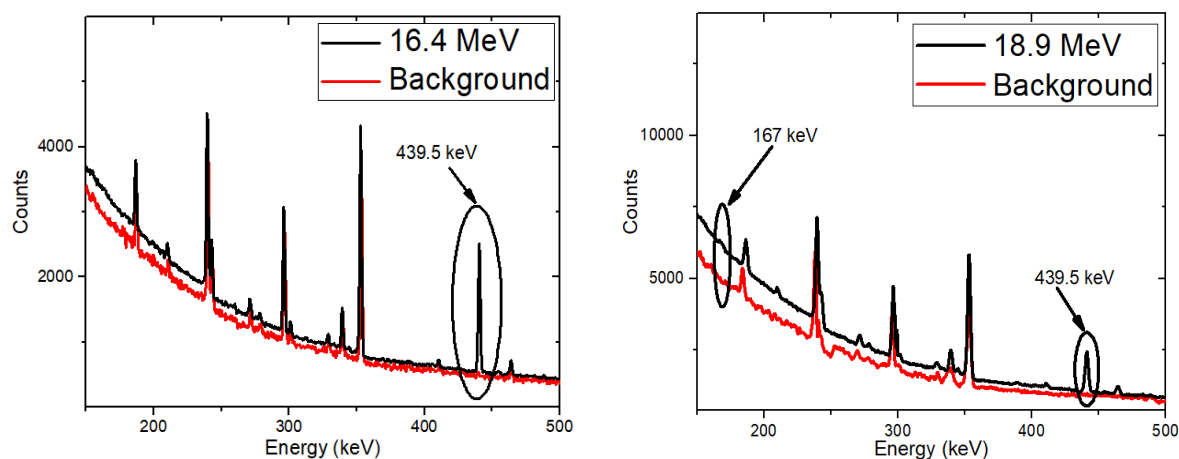 16.4 MeV
Background
439.5 keV
4000
2000
Counts
200
300
400
500
Energy (keV)
18.9 MeV
Background
10000
167 keV
5000
439.5 keV
Counts
200
300
400
500
Energy (keV)